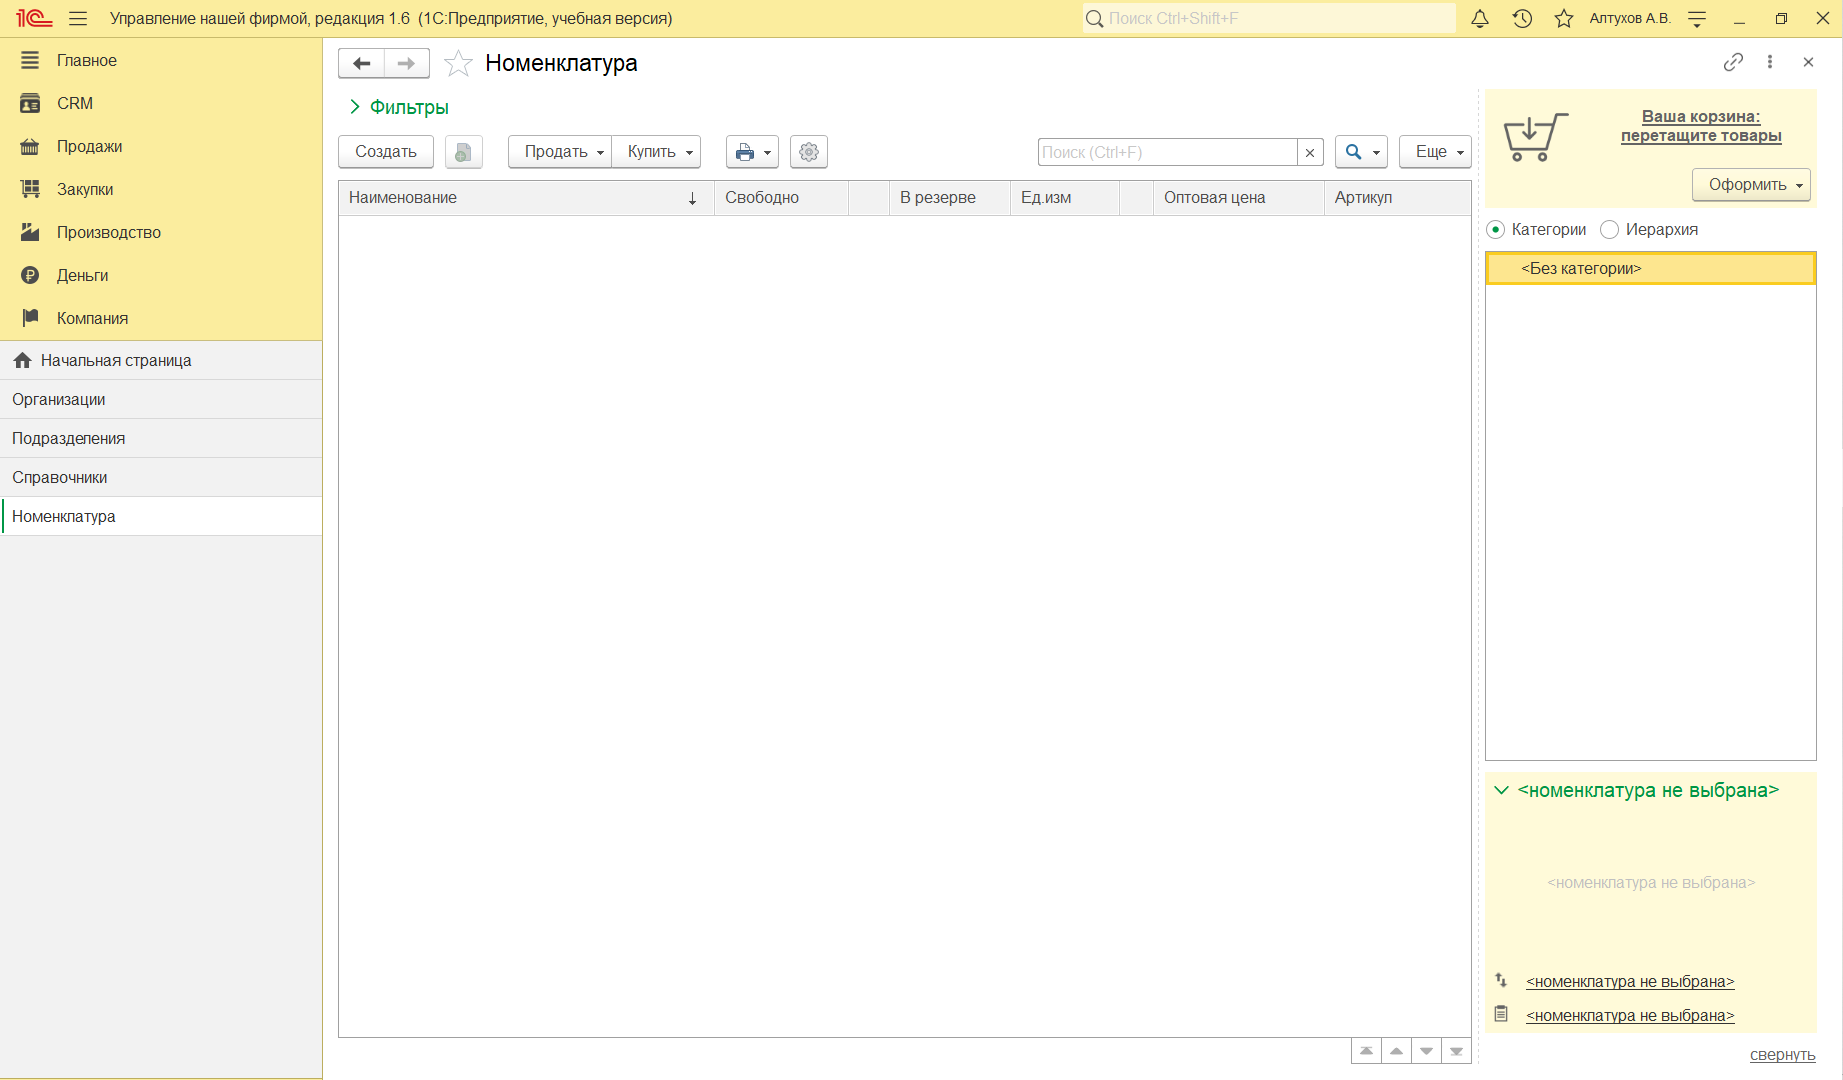 1С Управление нашей фирмой, редакция 1.6 (1С:Предприятие, учебная версия) Поиск Ctrl+Shift+F Алтухов А.В.
Главное
CRM
Продажи
Закупки
Производство
Деньги
Компания
Начальная страница
Организации
Подразделения
Справочники
Номенклатура
Номенклатура
Фильтры
Создать Продать Купить Поиск (Ctrl+F) Еще
Наименование Свободно В резерве Ед.изм Оптовая цена Артикул
Ваша корзина:
перетащите товары
Оформить
Категории Иерархия
<Без категории>
<номенклатура не выбрана>
<номенклатура не выбрана>
<номенклатура не выбрана>
<номенклатура не выбрана>
свернуть